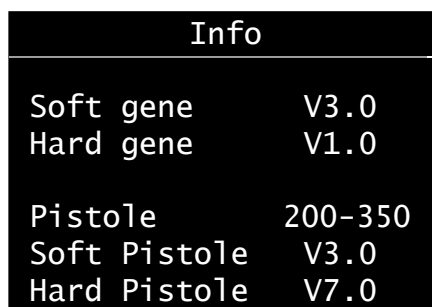 Info
Soft gene V3.0
Hard gene V1.0
Pistole 200-350
Soft Pistole V3.0
Hard Pistole V7.0